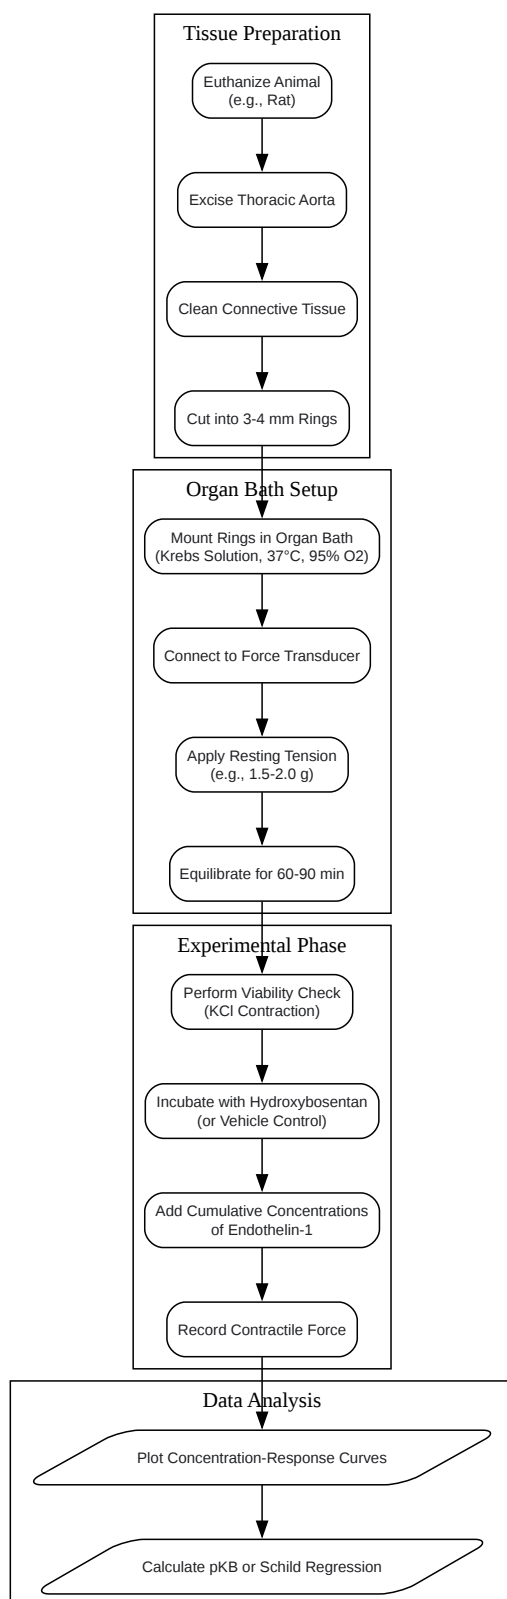 Tissue Preparation
Euthanize Animal
(e.g., Rat)
Excise Thoracic Aorta
Clean Connective Tissue
Cut into 3-4 mm Rings
Organ Bath Setup
Mount Rings in Organ Bath
(Krebs Solution, 37°C, 95% O2)
Connect to Force Transducer
Apply Resting Tension
(e.g., 1.5-2.0 g)
Equilibrate for 60-90 min
Experimental Phase
Perform Viability Check
(KCl Contraction)
Incubate with Hydroxybosentan
(or Vehicle Control)
Add Cumulative Concentrations
of Endothelin-1
Record Contractile Force
Data Analysis
Plot Concentration-Response Curves
Calculate pKB or Schild Regression